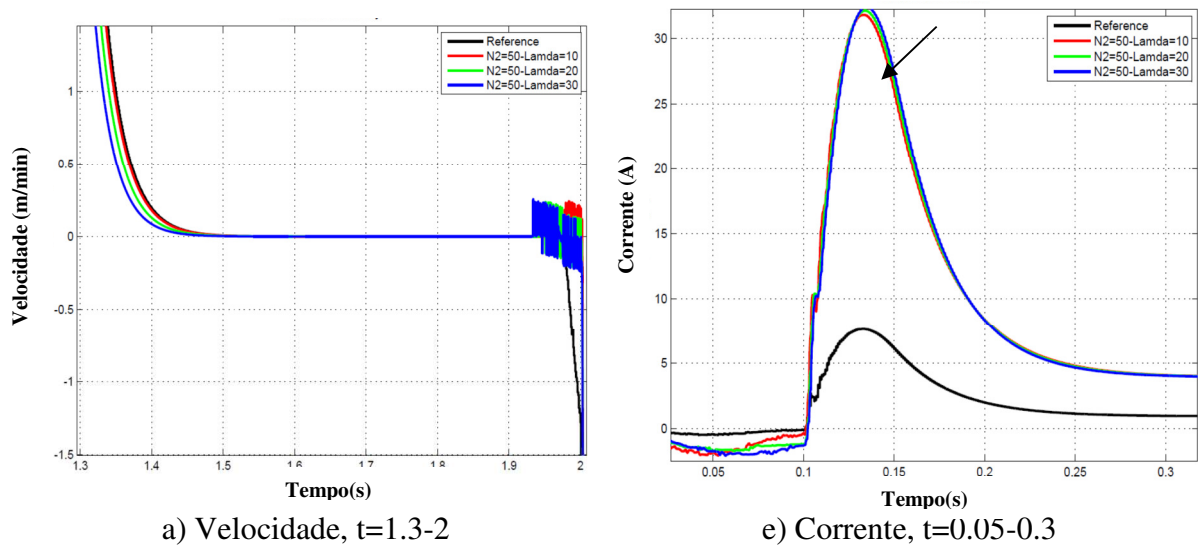 Reference
N2=50-Lamda=10
N2=50-Lamda=20
N2=50-Lamda=30
1
0.5
0
-0.5
-1
-1.5
1.3 1.4 1.5 1.6 1.7 1.8 1.9 2
Velocidade (m/min)
Tempo(s)
a) Velocidade, t=1.3-2
Reference
N2=50-Lamda=10
N2=50-Lamda=20
N2=50-Lamda=30
30
25
20
15
10
5
0
0.05 0.1 0.15 0.2 0.25 0.3
Corrente (A)
Tempo(s)
e) Corrente, t=0.05-0.3